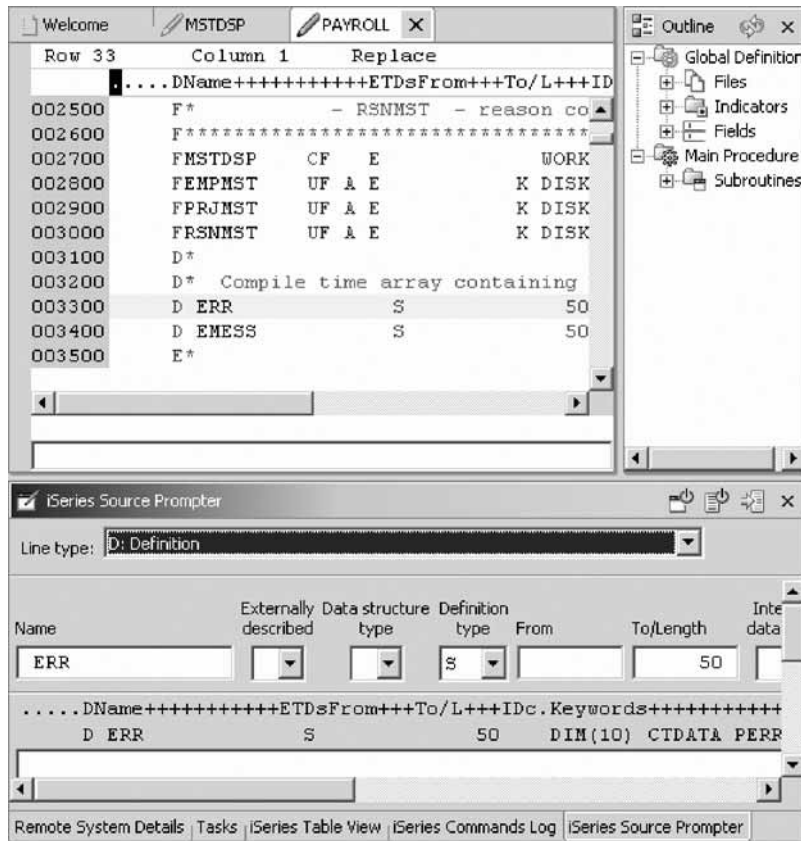 Welcome MSTDSP PAYROLL
Row 33 Column 1 Replace
.....DName+++++++++++ETDsFrom+++To/L+++ID
002500 F* - RSNMST - reason co
002600 F**********************************
002700 FMSTDSP CF E WORK
002800 FEMPMST UF A E K DISK
002900 FPRJMST UF A E K DISK
003000 FRSNMST UF A E K DISK
003100 D*
003200 D* Compile time array containing
003300 D ERR S 50
003400 D EMESS S 50
003500 E*
Outline
Global Definition
Files
Indicators
Fields
Main Procedure
Subroutines
iSeries Source Prompter
Line type: D: Definition
Name Externally described Data structure type Definition type From To/Length Inte data
ERR S 50
.....DName+++++++++++ETDsFrom+++To/L+++IDc.Keywords++++++++++++
D ERR S 50 DIM(10) CTDATA PERR
Remote System Details Tasks iSeries Table View iSeries Commands Log iSeries Source Prompter